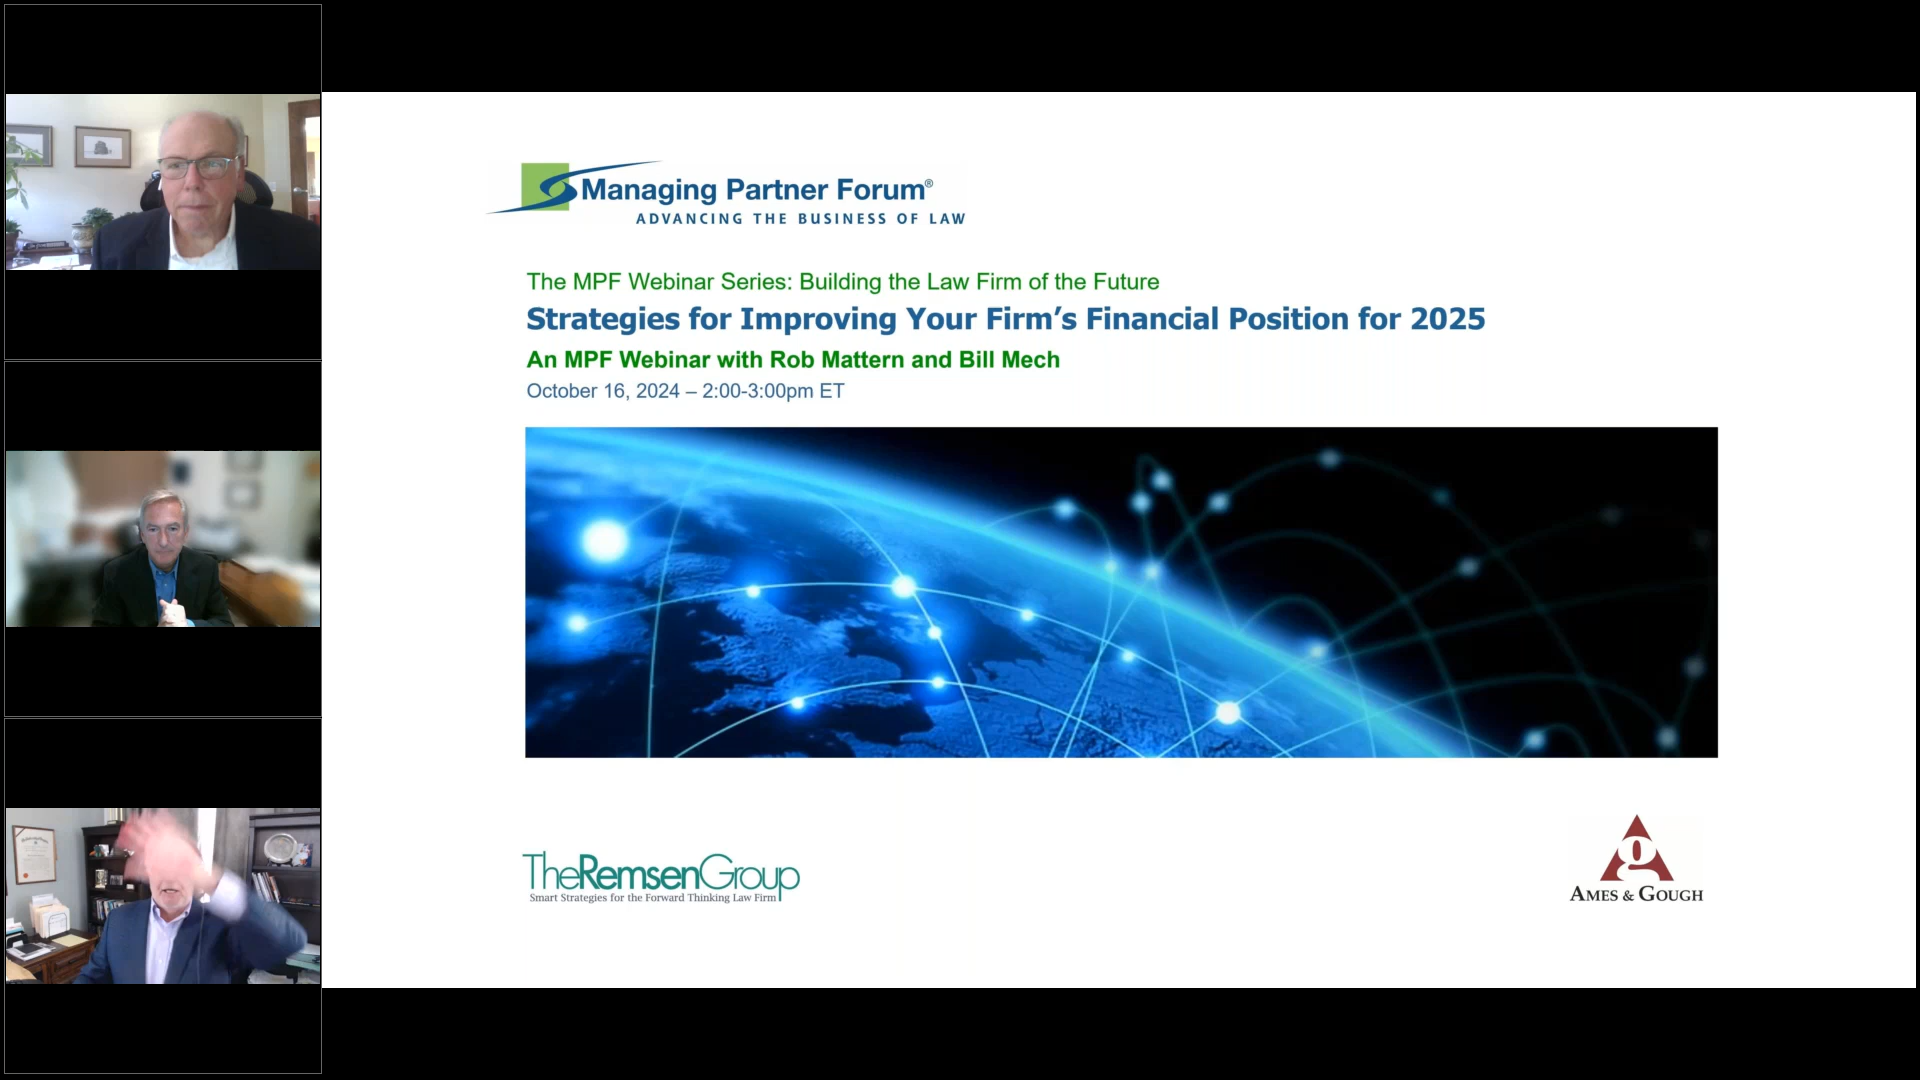 Managing Partner Forum®
ADVANCING THE BUSINESS OF LAW
The MPF Webinar Series: Building the Law Firm of the Future
Strategies for Improving Your Firm’s Financial Position for 2025
An MPF Webinar with Rob Mattern and Bill Mech
October 16, 2024 – 2:00-3:00pm ET
TheRemsenGroup
Smart Strategies for the Forward Thinking Law Firm
g
AMES & GOUGH